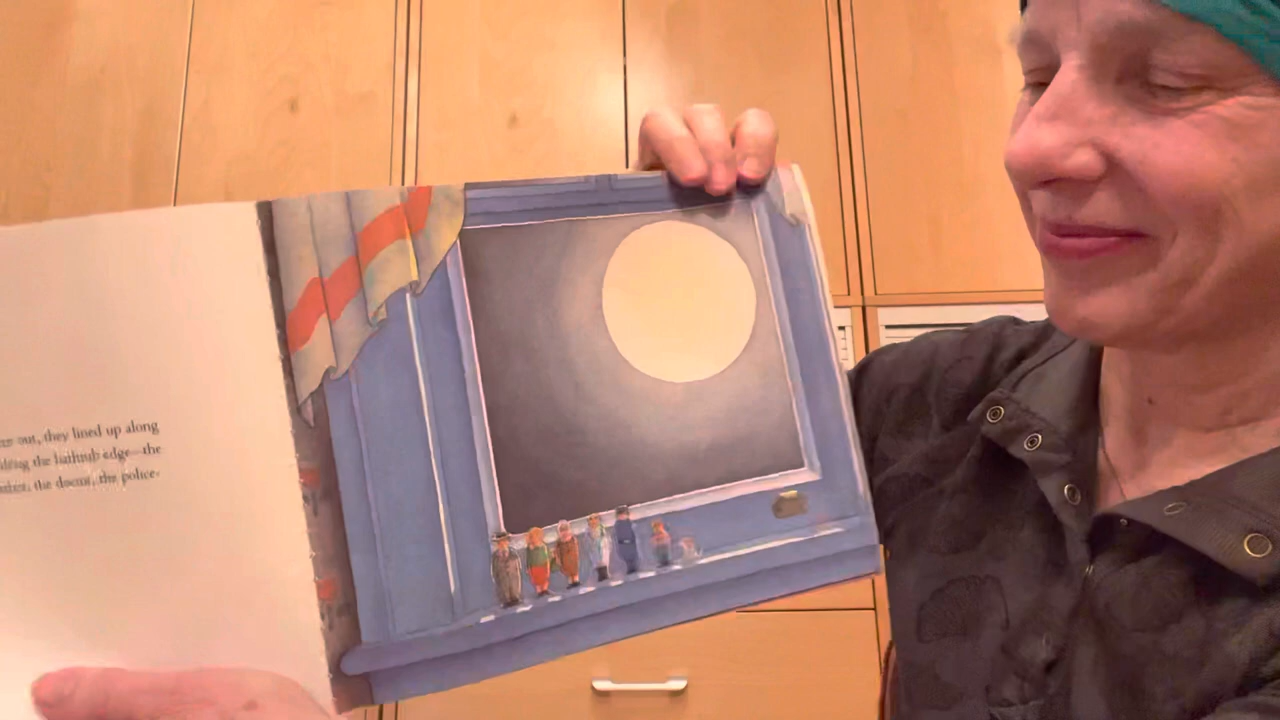 out, they lined up along
the bathtub edge—the
the doctor, the police-